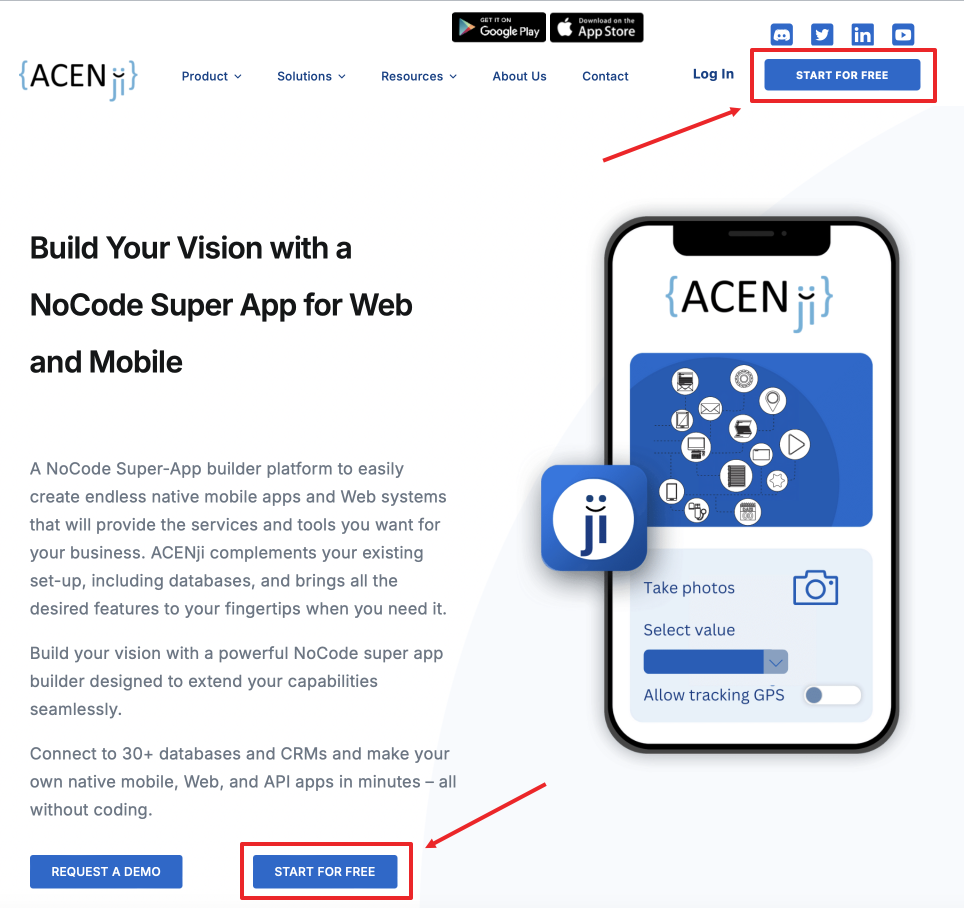 GET IT ON
Google Play
Download on the
App Store
{ACENji}
Product
Solutions
Resources
About Us
Contact
Log In
START FOR FREE
Build Your Vision with a
NoCode Super App for Web
and Mobile
A NoCode Super-App builder platform to easily
create endless native mobile apps and Web systems
that will provide the services and tools you want for
your business. ACENji complements your existing
set-up, including databases, and brings all the
desired features to your fingertips when you need it.
Build your vision with a powerful NoCode super app
builder designed to extend your capabilities
seamlessly.
Connect to 30+ databases and CRMs and make your
own native mobile, Web, and API apps in minutes – all
without coding.
REQUEST A DEMO
START FOR FREE
{ACENji}
ji
Take photos
Select value
Allow tracking GPS